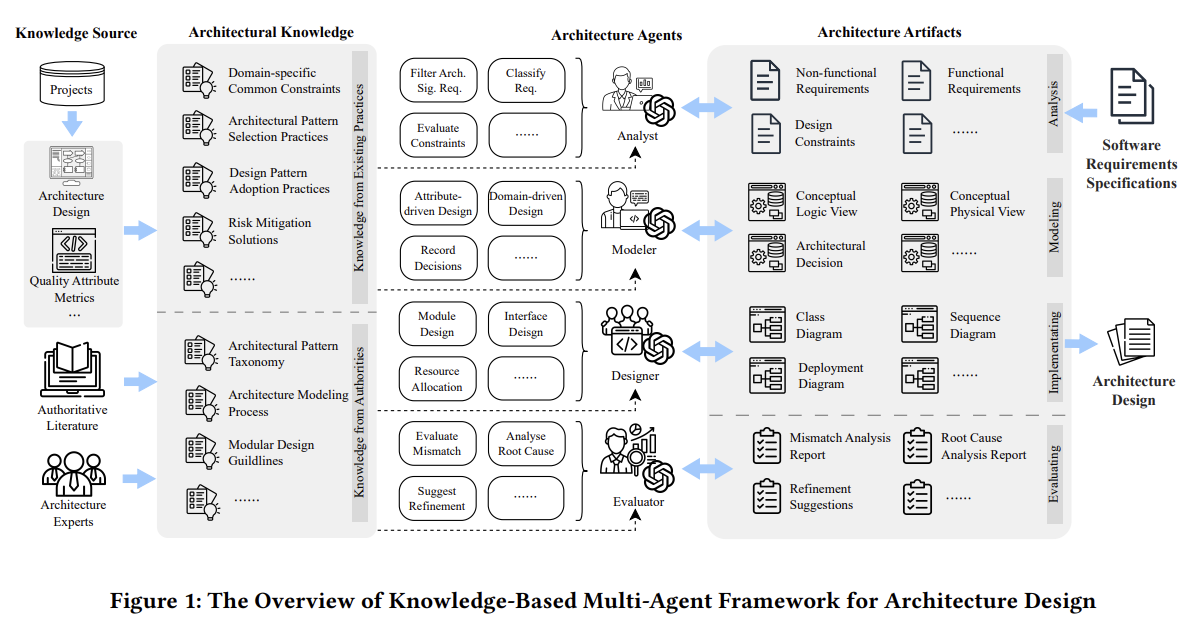 Knowledge Source
Architectural Knowledge
Architecture Agents
Architecture Artifacts
Projects
Architecture
Design
Quality Attribute
Metrics
...
Authoritative
Literature
Architecture
Experts
Domain-specific
Common Constraints
Architectural Pattern
Selection Practices
Design Pattern
Adoption Practices
Risk Mitigation
Solutions
......
Knowledge from Existing Practices
Architectural Pattern
Taxonomy
Architecture Modeling
Process
Modular Design
Guildlines
......
Knowledge from Authorities
Filter Arch.
Sig. Req.
Classify
Req.
Evaluate
Constraints
......
Analyst
Attribute-
driven Design
Domain-driven
Design
Record
Decisions
......
Modeler
Module
Design
Interface
Deisgn
Resource
Allocation
......
Designer
Evaluate
Mismatch
Analyse
Root Cause
Suggest
Refinement
......
Evaluator
Non-functional
Requirements
Functional
Requirements
Design
Constraints
......
Analysis
Conceptual
Logic View
Conceptual
Physical View
Architectural
Decision
......
Modeling
Class
Diagram
Sequence
Diagram
Deployment
Diagram
......
Implementating
Mismatch Analysis
Report
Root Cause
Analysis Report
Refinement
Suggestions
......
Evaluating
Software
Requirements
Specifications
Architecture
Design
Figure 1: The Overview of Knowledge-Based Multi-Agent Framework for Architecture Design